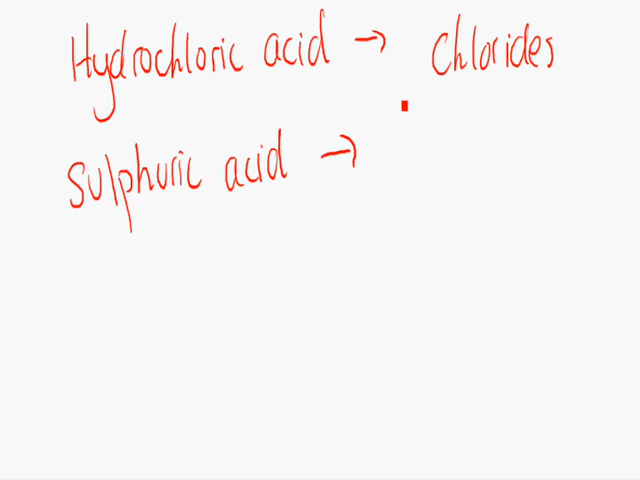 Hydrochloric acid → Chlorides
Sulphuric acid →